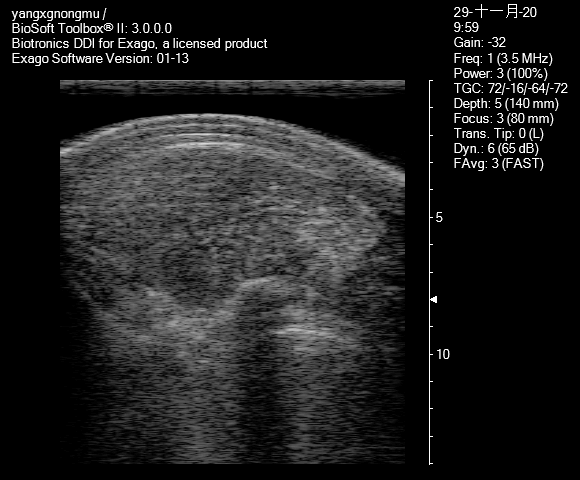 yangxgnongmu /
BioSoft Toolbox® II: 3.0.0.0
Biotronics DDI for Exago, a licensed product
Exago Software Version: 01-13
29-十一月-20
9:59
Gain: -32
Freq: 1 (3.5 MHz)
Power: 3 (100%)
TGC: 72/-16/-64/-72
Depth: 5 (140 mm)
Focus: 3 (80 mm)
Trans. Tip: 0 (L)
Dyn.: 6 (65 dB)
FAvg: 3 (FAST)
5
10